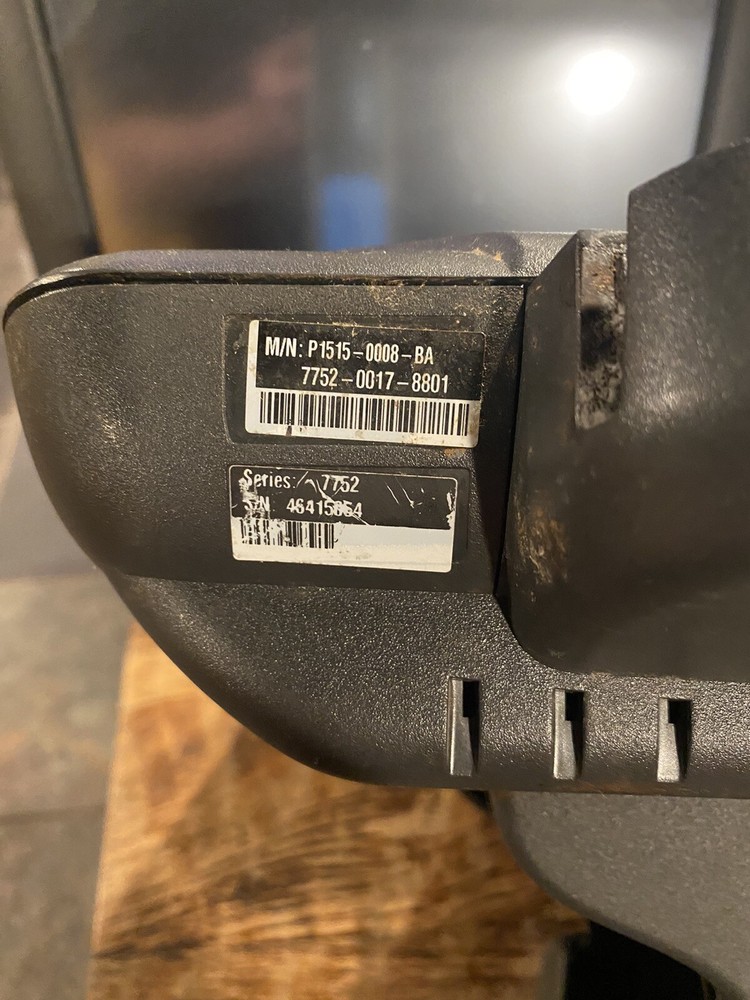 M/N: P1515-0008-BA
7752-0017-8801
Series: 7752
S/N